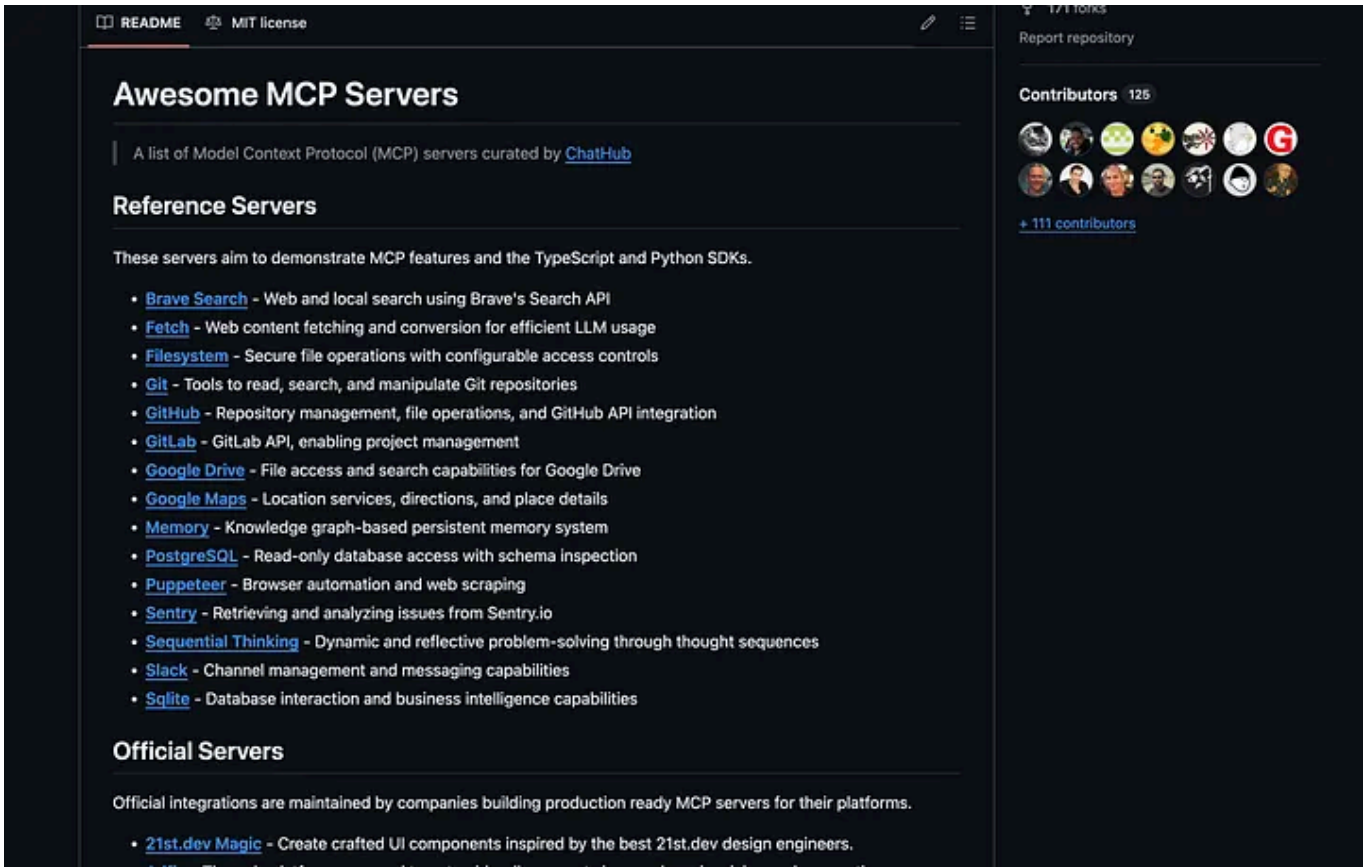 README
MIT license
Awesome MCP Servers
A list of Model Context Protocol (MCP) servers curated by ChatHub
Reference Servers
These servers aim to demonstrate MCP features and the TypeScript and Python SDKs.
• Brave Search - Web and local search using Brave's Search API
• Fetch - Web content fetching and conversion for efficient LLM usage
• Filesystem - Secure file operations with configurable access controls
• Git - Tools to read, search, and manipulate Git repositories
• GitHub - Repository management, file operations, and GitHub API integration
• GitLab - GitLab API, enabling project management
• Google Drive - File access and search capabilities for Google Drive
• Google Maps - Location services, directions, and place details
• Memory - Knowledge graph-based persistent memory system
• PostgreSQL - Read-only database access with schema inspection
• Puppeteer - Browser automation and web scraping
• Sentry - Retrieving and analyzing issues from Sentry.io
• Sequential Thinking - Dynamic and reflective problem-solving through thought sequences
• Slack - Channel management and messaging capabilities
• Sqlite - Database interaction and business intelligence capabilities
Official Servers
Official integrations are maintained by companies building production ready MCP servers for their platforms.
• 21st.dev Magic - Create crafted UI components inspired by the best 21st.dev design engineers.
171 forks
Report repository
Contributors 125
G
+ 111 contributors